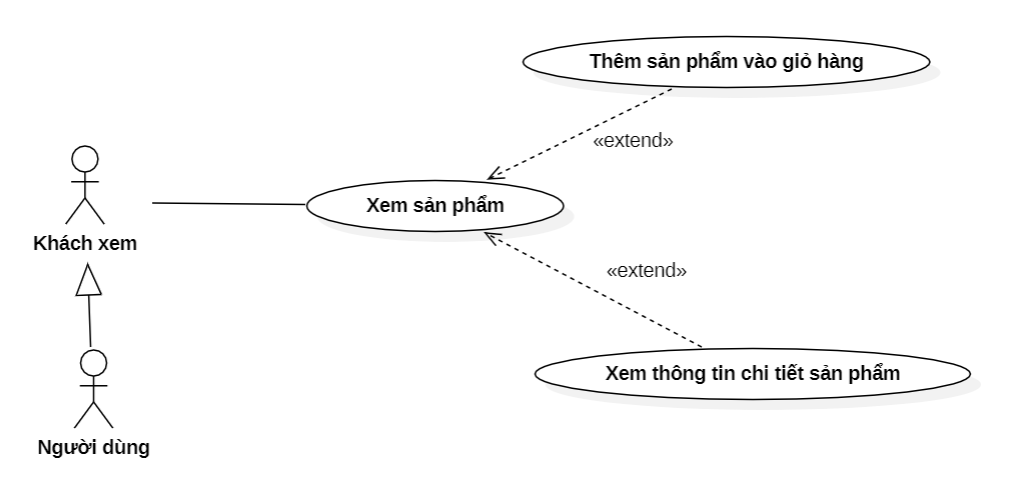 Thêm sản phẩm vào giỏ hàng
«extend»
Xem sản phẩm
Khách xem
«extend»
Xem thông tin chi tiết sản phẩm
Người dùng